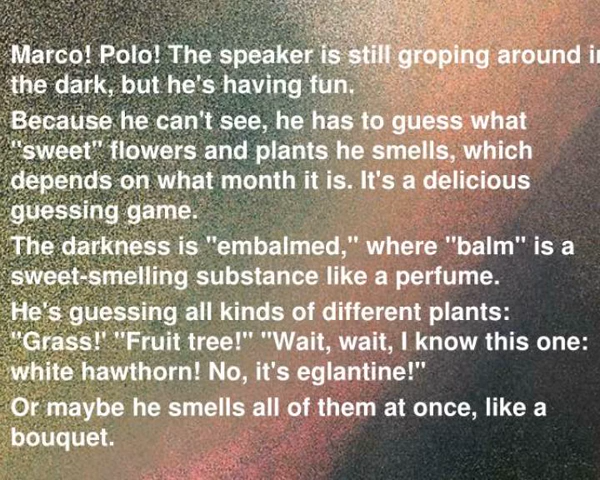 Marco! Polo! The speaker is still groping around in
the dark, but he's having fun.
Because he can't see, he has to guess what
"sweet" flowers and plants he smells, which
depends on what month it is. It's a delicious
guessing game.
The darkness is "embalmed," where "balm" is a
sweet-smelling substance like a perfume.
He's guessing all kinds of different plants:
"Grass!' "Fruit tree!" "Wait, wait, I know this one:
white hawthorn! No, it's eglantine!"
Or maybe he smells all of them at once, like a
bouquet.